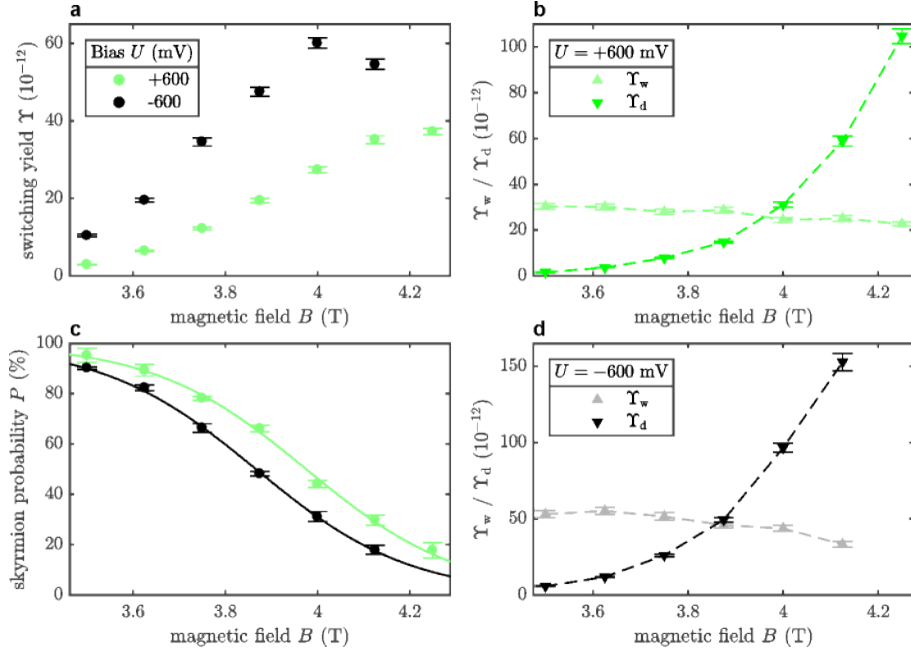 a
switching yield ϒ (10⁻¹²)
60
40
20
0
Bias U (mV)
+600
-600
3.6 3.8 4 4.2
magnetic field B (T)
b
ϒw / ϒd (10⁻¹²)
100
80
60
40
20
0
U = +600 mV
ϒw
ϒd
3.6 3.8 4 4.2
magnetic field B (T)
c
skyrmion probability P (%)
100
80
60
40
20
0
3.6 3.8 4 4.2
magnetic field B (T)
d
ϒw / ϒd (10⁻¹²)
150
100
50
0
U = −600 mV
ϒw
ϒd
3.6 3.8 4 4.2
magnetic field B (T)